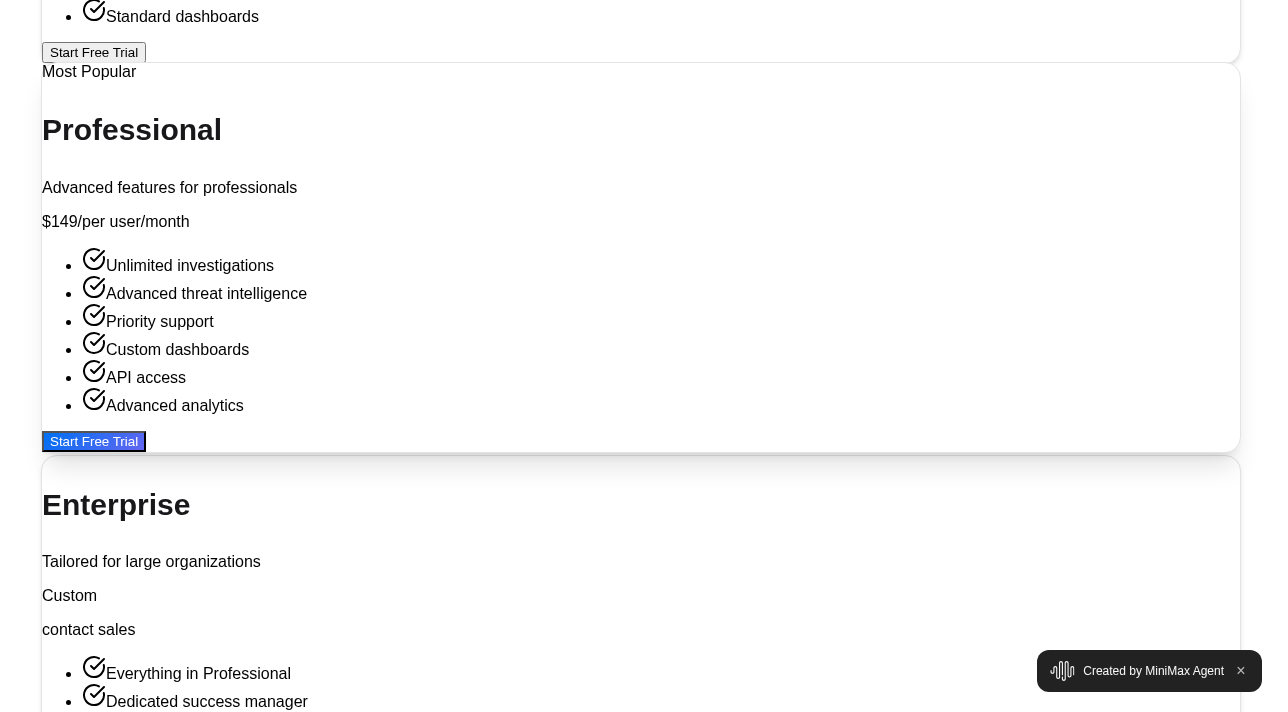 Standard dashboards
Start Free Trial
Most Popular
Professional
Advanced features for professionals
$149/per user/month
Unlimited investigations
Advanced threat intelligence
Priority support
Custom dashboards
API access
Advanced analytics
Start Free Trial
Enterprise
Tailored for large organizations
Custom
contact sales
Everything in Professional
Dedicated success manager
Created by MiniMax Agent ×